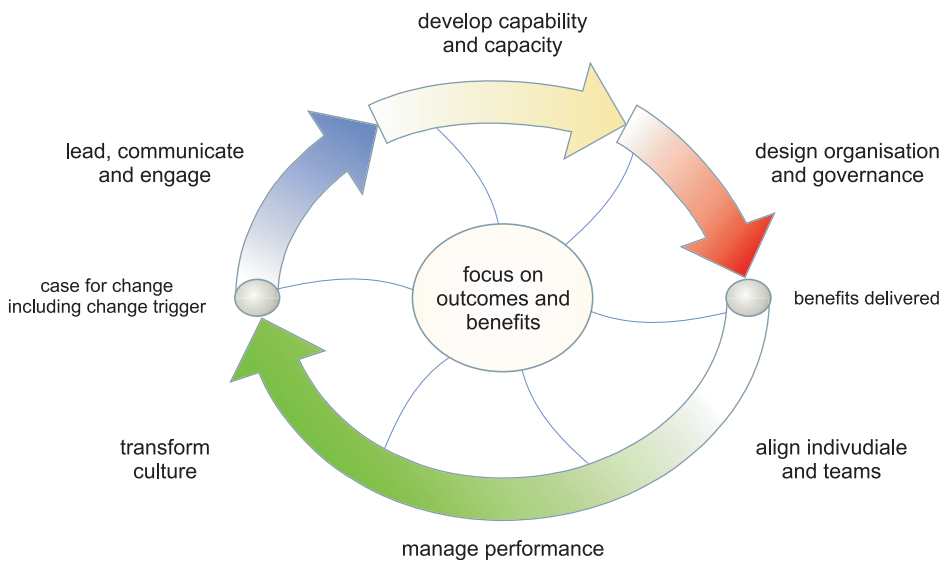 develop capability
and capacity
lead, communicate
and engage
design organisation
and governance
case for change
including change trigger
focus on
outcomes and
benefits
benefits delivered
transform
culture
align indivudiale
and teams
manage performance